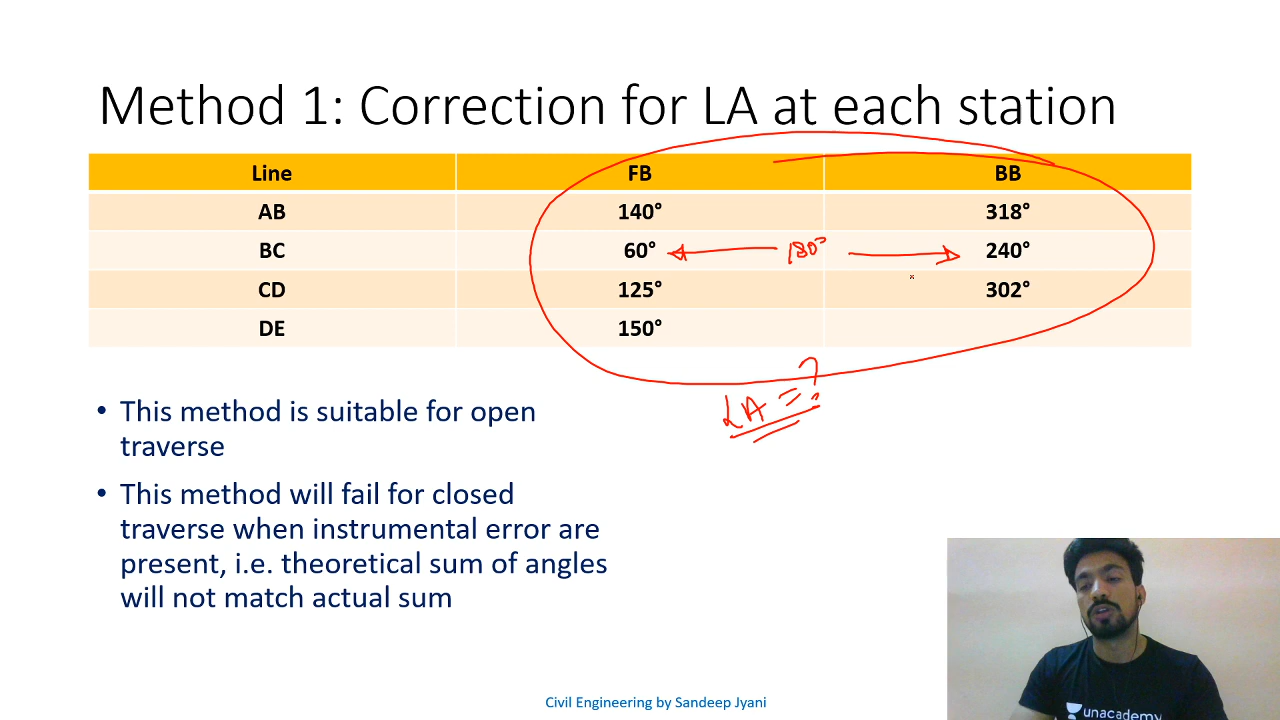 Method 1: Correction for LA at each station
Line FB BB
AB 140° 318°
BC 60° 180° 240°
CD 125° 302°
DE 150°
LA = ?
• This method is suitable for open
traverse
• This method will fail for closed
traverse when instrumental error are
present, i.e. theoretical sum of angles
will not match actual sum
unacademy
Civil Engineering by Sandeep Jyani